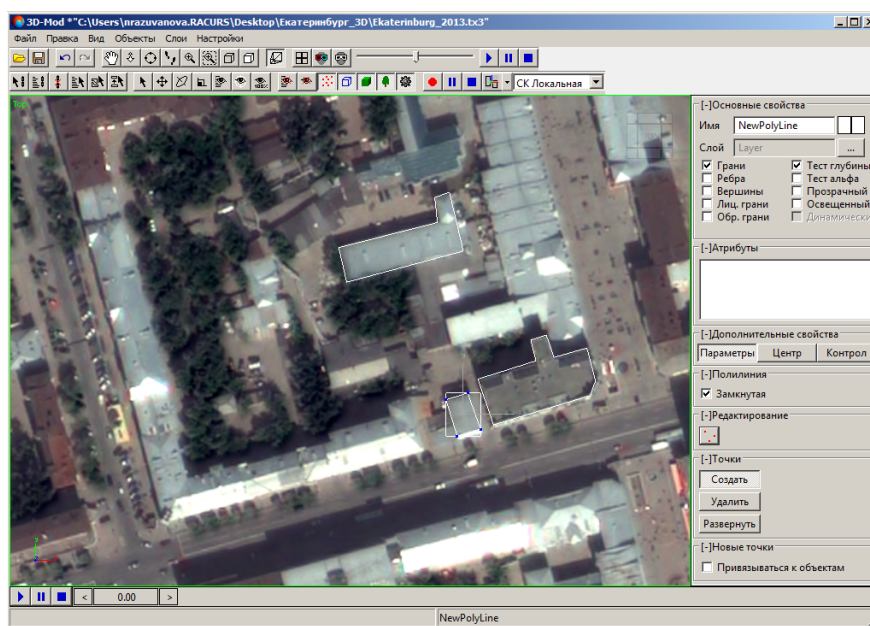 3D-Mod *"C:\Users\nrazuvanova.RACURS\Desktop\Екатеринбург_2013\Ekaterinburg_2013.tx3"
Файл Правка Вид Объекты Слои Настройки
100%
СК Локальная
Top
[-]Основные свойства
Имя NewPolyLine
Слой Layer ...
Грани Тест глубины
Ребра Тест альфа
Вершины Прозрачный
Лиц. грани Освещенный
Обр. грани Динамически
[-]Атрибуты
[-]Дополнительные свойства
Параметры Центр Контрол
[-]Полилиния
Замкнутая
[-]Редактирование
[-]Точки
Создать
Удалить
Развернуть
[-]Новые точки
Привязываться к объектам
< 0.00 >
NewPolyLine